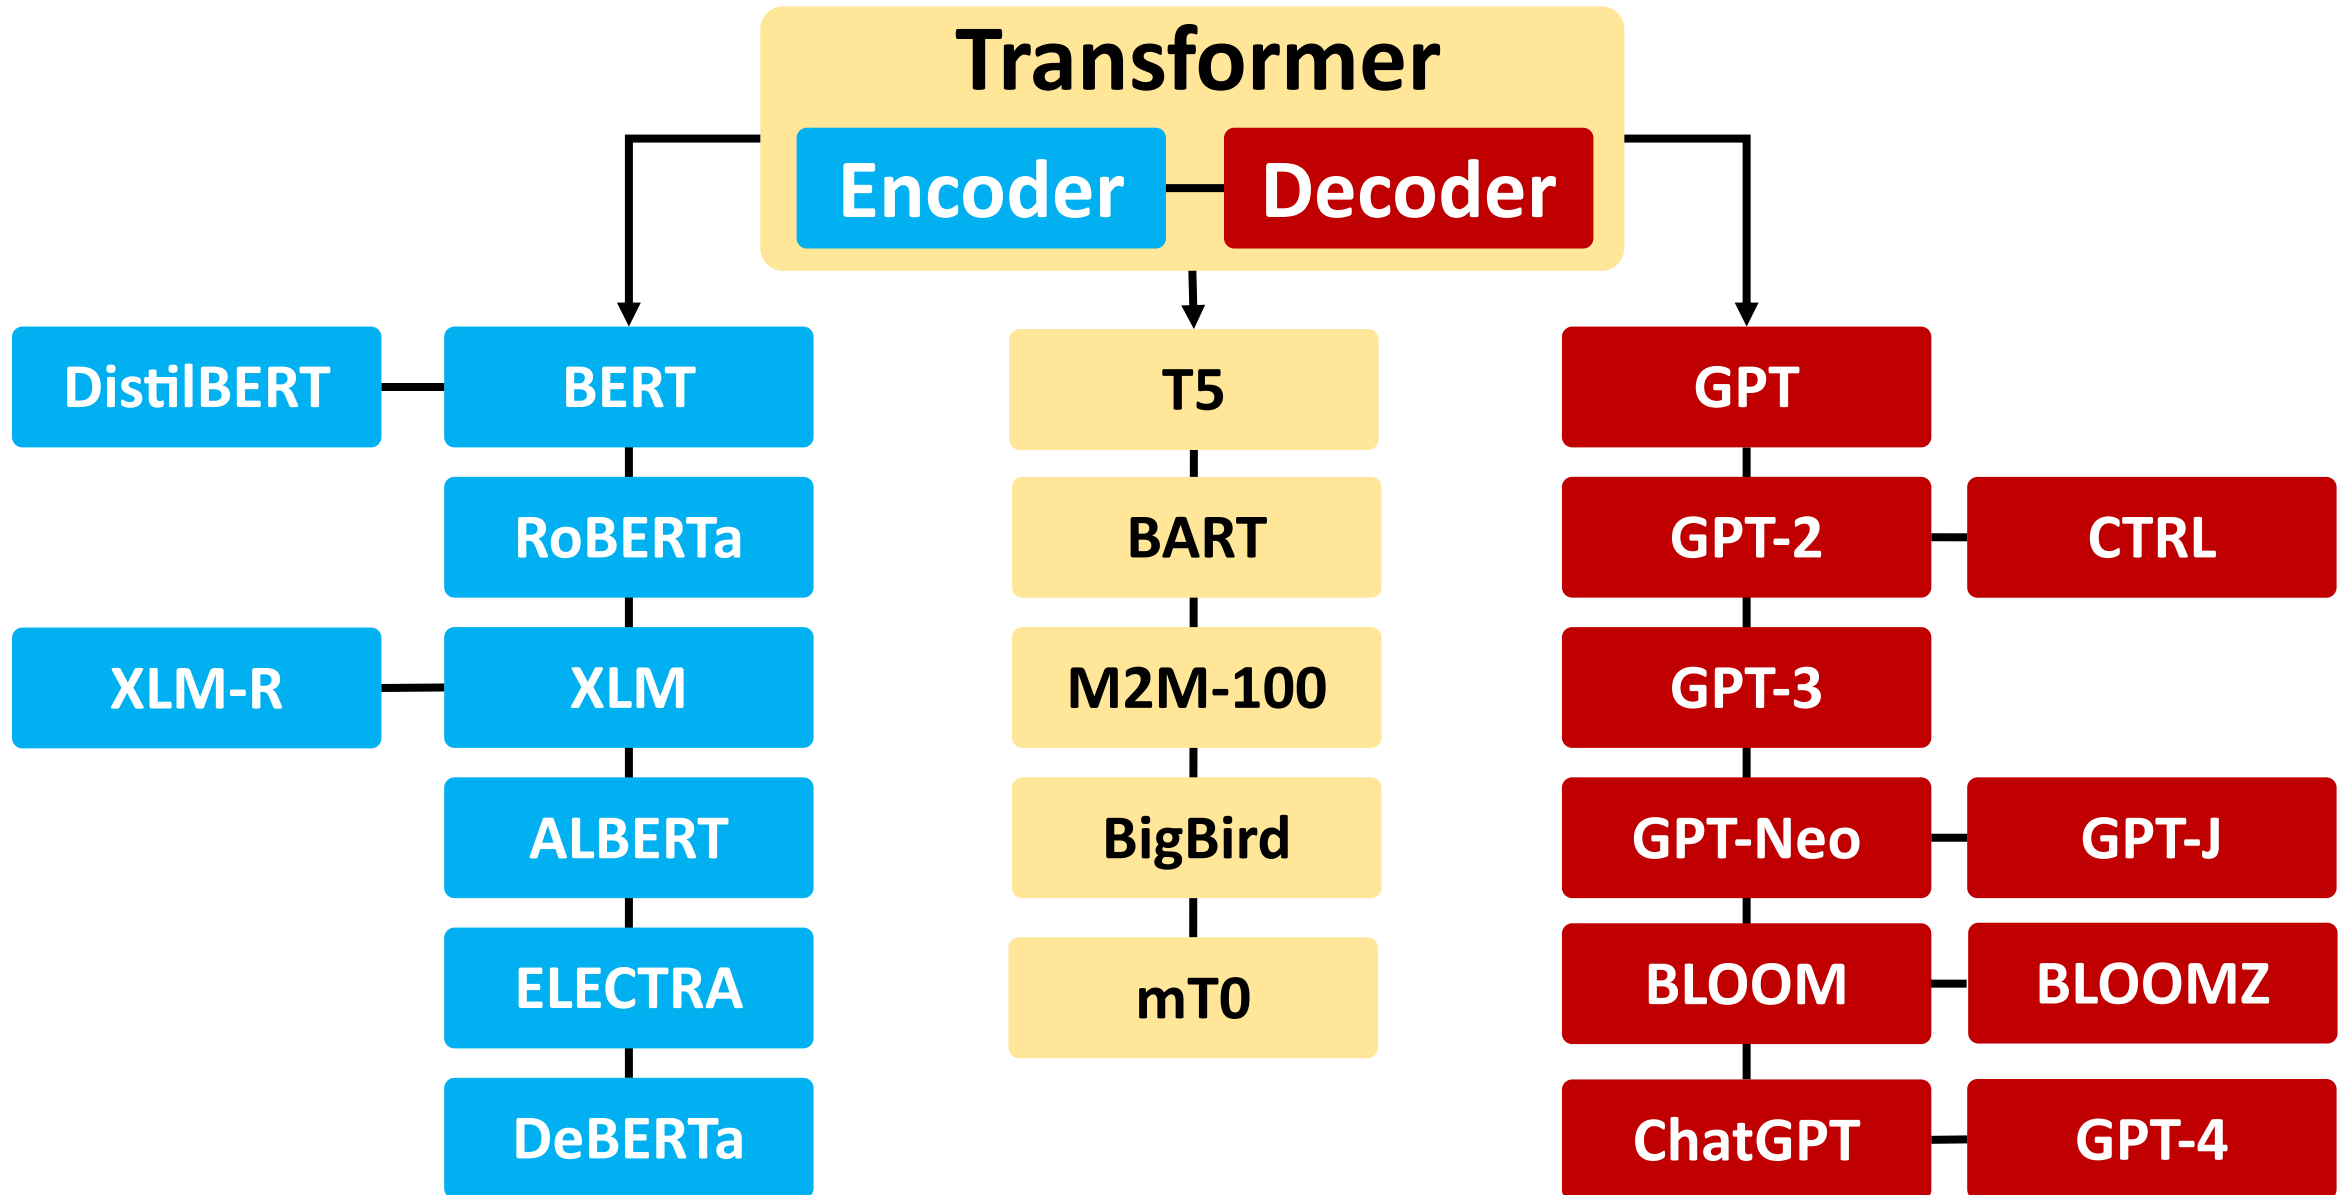 Transformer
Encoder Decoder
DistilBERT BERT T5 GPT
RoBERTa BART GPT-2 CTRL
XLM-R XLM M2M-100 GPT-3
ALBERT BigBird GPT-Neo GPT-J
ELECTRA mT0 BLOOM BLOOMZ
DeBERTa ChatGPT GPT-4